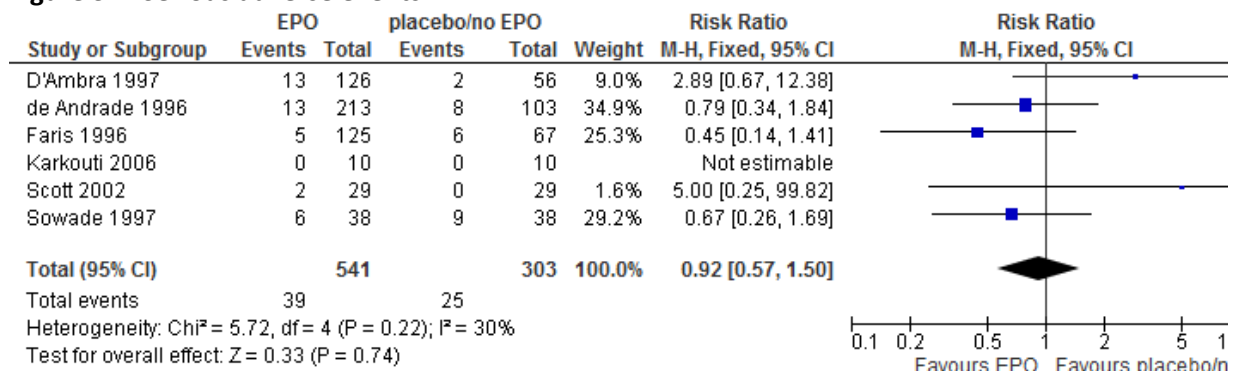 EPO placebo/no EPO Risk Ratio Risk Ratio
Study or Subgroup Events Total Events Total Weight M-H, Fixed, 95% CI M-H, Fixed, 95% CI
D'Ambra 1997 13 126 2 56 9.0% 2.89 [0.67, 12.38]
de Andrade 1996 13 213 8 103 34.9% 0.79 [0.34, 1.84]
Faris 1996 5 125 6 67 25.3% 0.45 [0.14, 1.41]
Karkouti 2006 0 10 0 10 Not estimable
Scott 2002 2 29 0 29 1.6% 5.00 [0.25, 99.82]
Sowade 1997 6 38 9 38 29.2% 0.67 [0.26, 1.69]
Total (95% CI) 541 303 100.0% 0.92 [0.57, 1.50]
Total events 39 25
Heterogeneity: Chi² = 5.72, df = 4 (P = 0.22); I² = 30%
Test for overall effect: Z = 0.33 (P = 0.74)
0.1 0.2 0.5 1 2 5 1
Favours EPO Favours placebo/n